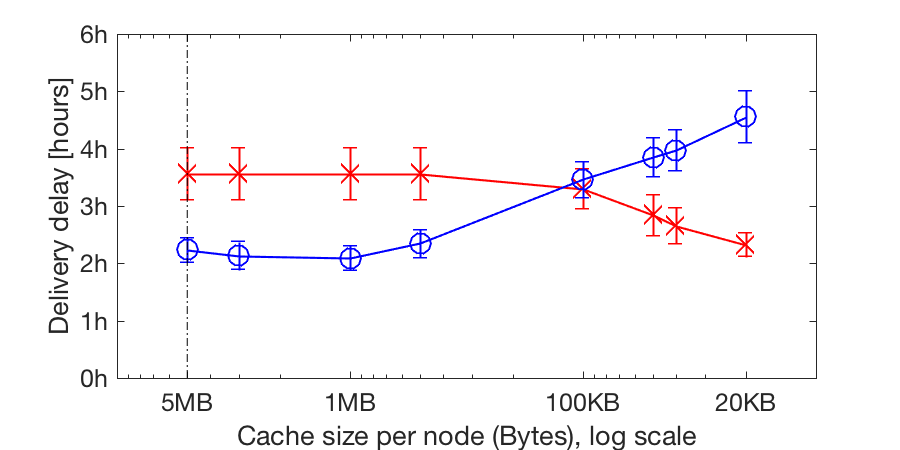 6h
5h
4h
3h
2h
1h
0h
Delivery delay [hours]
5MB 1MB 100KB 20KB
Cache size per node (Bytes), log scale